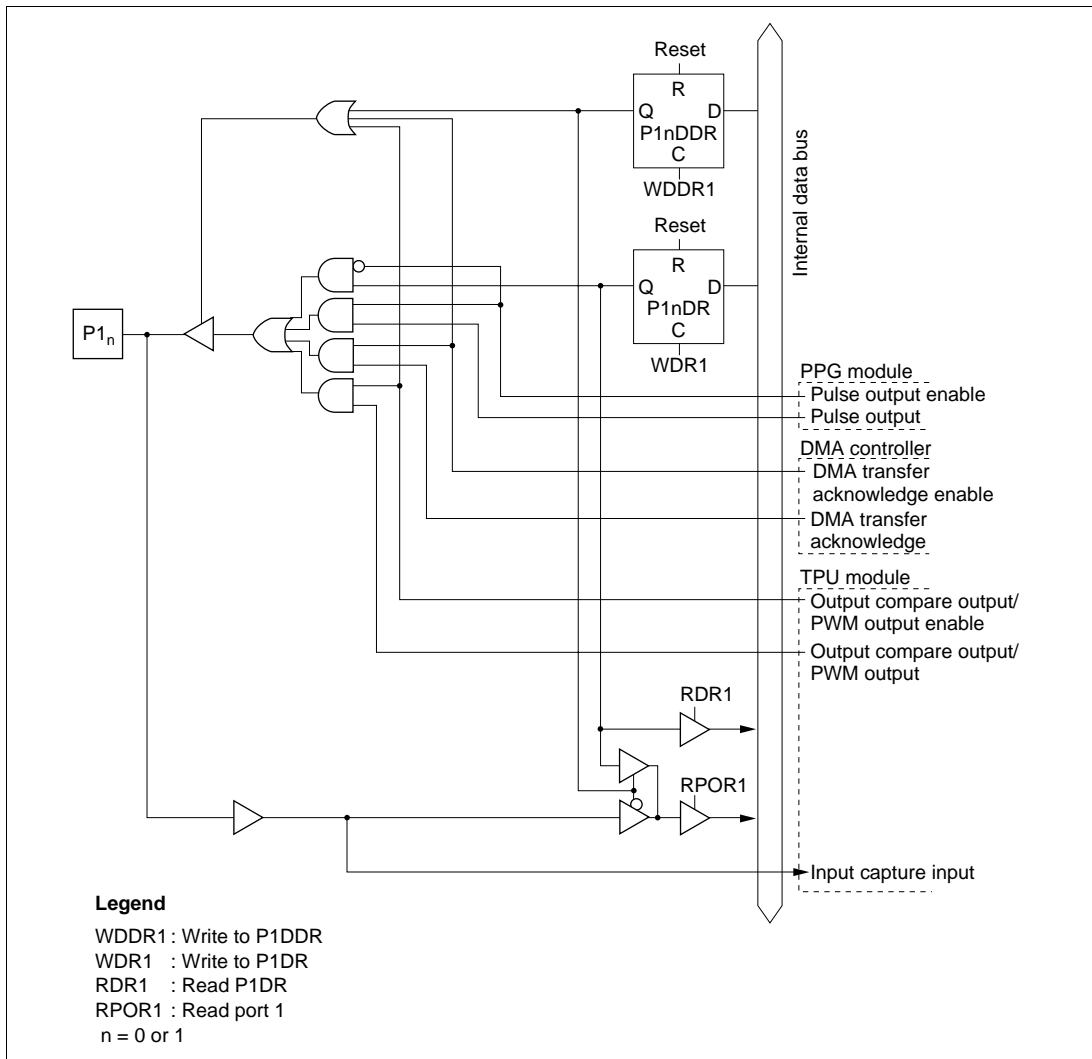 Reset
R
Q D
P1nDDR
C
WDDR1
Internal data bus
Reset
R
Q D
P1nDR
C
WDR1
P1n
PPG module
Pulse output enable
Pulse output
DMA controller
DMA transfer
acknowledge enable
DMA transfer
acknowledge
TPU module
Output compare output/
PWM output enable
Output compare output/
PWM output
RDR1
RPOR1
Input capture input
Legend
WDDR1 : Write to P1DDR
WDR1 : Write to P1DR
RDR1 : Read P1DR
RPOR1 : Read port 1
n = 0 or 1